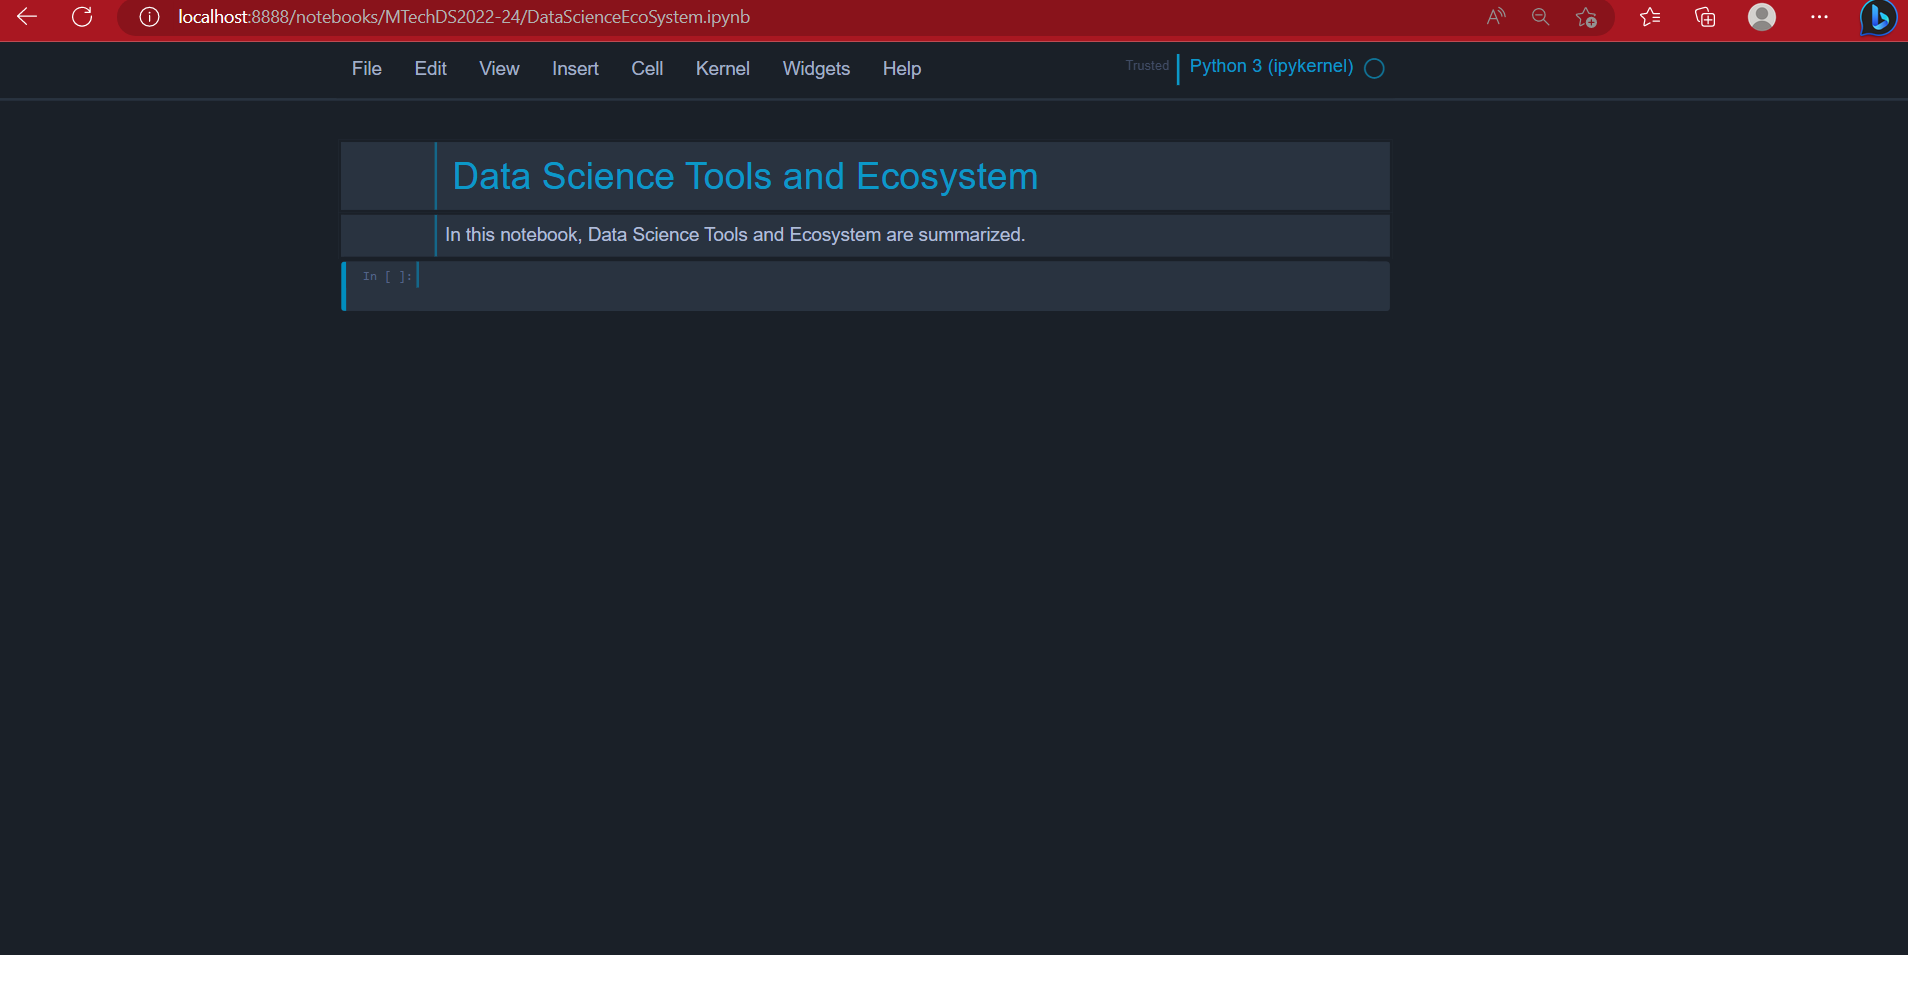 localhost:8888/notebooks/MTechDS2022-24/DataScienceEcoSystem.ipynb
File Edit View Insert Cell Kernel Widgets Help Trusted Python 3 (ipykernel)
Data Science Tools and Ecosystem
In this notebook, Data Science Tools and Ecosystem are summarized.
In [ ]: